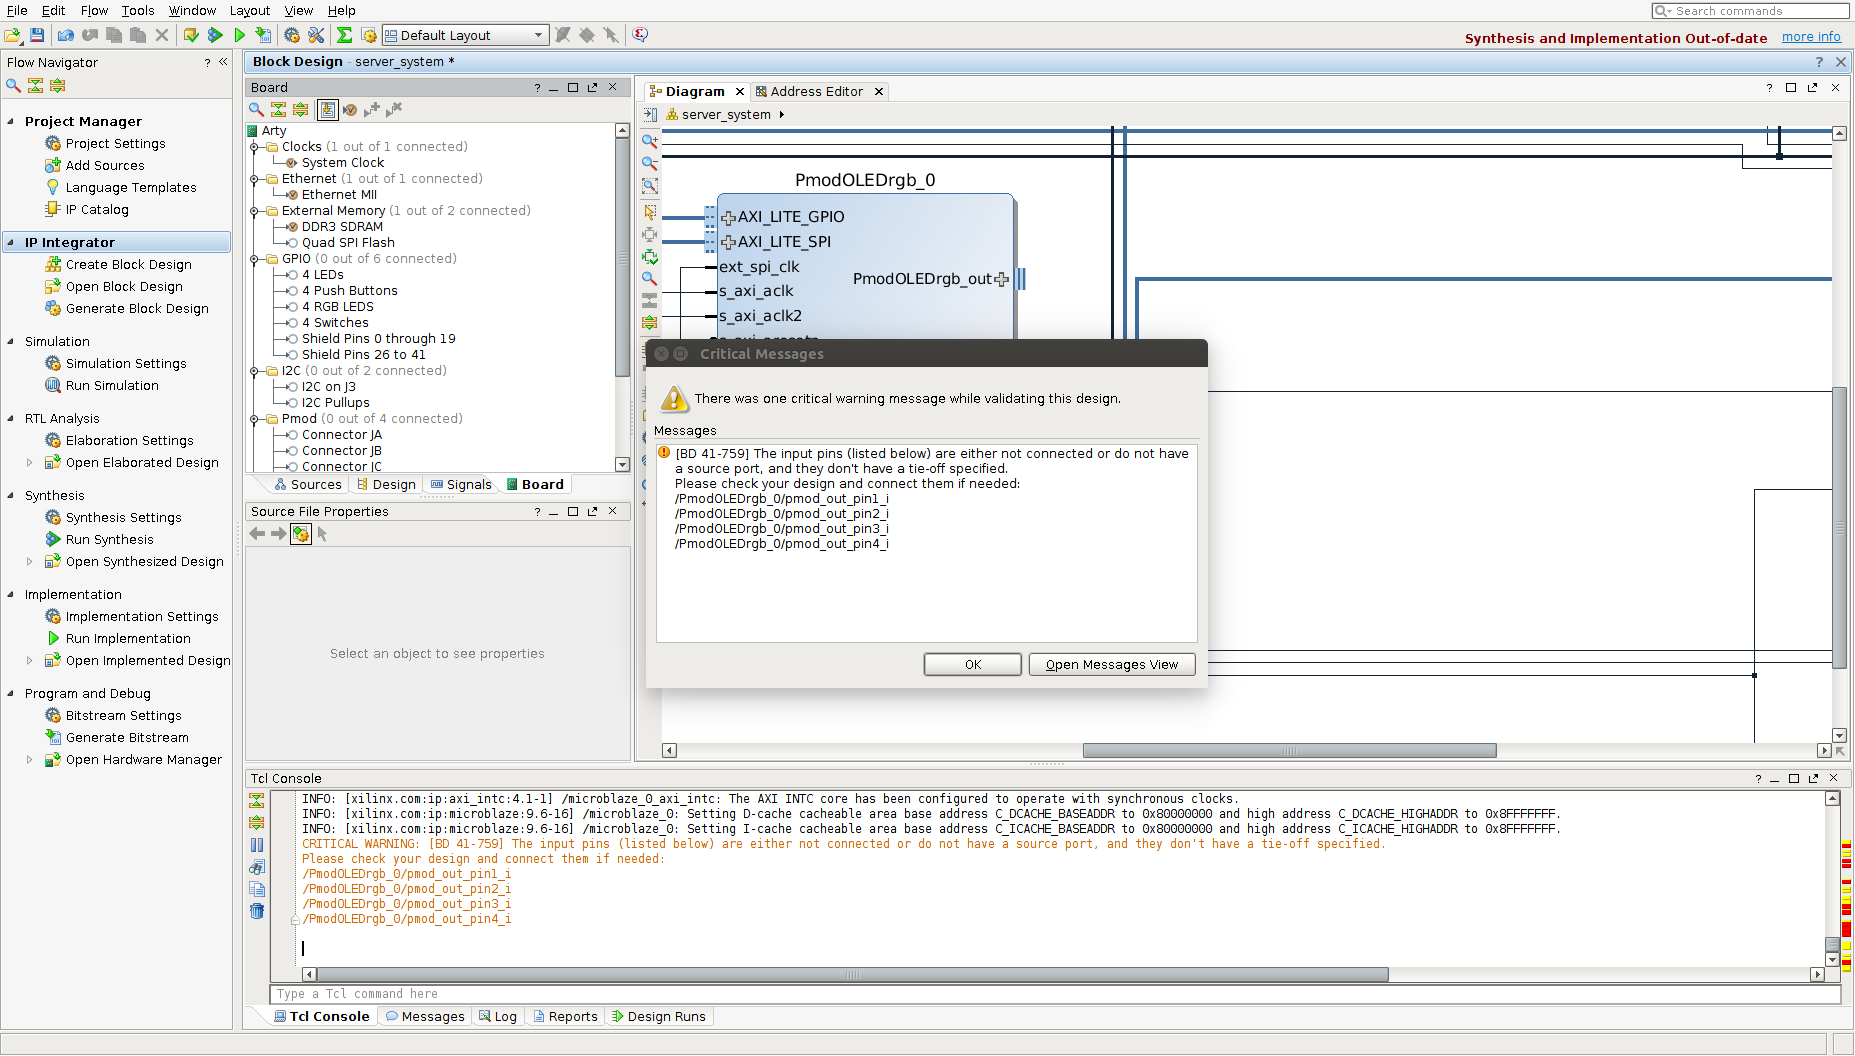 File Edit Flow Tools Window Layout View Help
Search commands
Default Layout
Synthesis and Implementation Out-of-date more info
Flow Navigator
Project Manager
Project Settings
Add Sources
Language Templates
IP Catalog
IP Integrator
Create Block Design
Open Block Design
Generate Block Design
Simulation
Simulation Settings
Run Simulation
RTL Analysis
Elaboration Settings
Open Elaborated Design
Synthesis
Synthesis Settings
Run Synthesis
Open Synthesized Design
Implementation
Implementation Settings
Run Implementation
Open Implemented Design
Program and Debug
Bitstream Settings
Generate Bitstream
Open Hardware Manager
Block Design - server_system *
Board
Arty
Clocks (1 out of 1 connected)
System Clock
Ethernet (1 out of 1 connected)
Ethernet MII
External Memory (1 out of 2 connected)
DDR3 SDRAM
Quad SPI Flash
GPIO (0 out of 6 connected)
4 LEDs
4 Push Buttons
4 RGB LEDS
4 Switches
Shield Pins 0 through 19
Shield Pins 26 to 41
I2C (0 out of 2 connected)
I2C on J3
I2C Pullups
Pmod (0 out of 4 connected)
Connector JA
Connector JB
Connector JC
Sources Design Signals Board
Source File Properties
Select an object to see properties
Diagram Address Editor
server_system
PmodOLEDrgb_0
AXI_LITE_GPIO
AXI_LITE_SPI
ext_spi_clk
PmodOLEDrgb_out
s_axi_aclk
s_axi_aclk2
Critical Messages
There was one critical warning message while validating this design.
Messages
[BD 41-759] The input pins (listed below) are either not connected or do not have
a source port, and they don't have a tie-off specified.
Please check your design and connect them if needed:
/PmodOLEDrgb_0/pmod_out_pin1_i
/PmodOLEDrgb_0/pmod_out_pin2_i
/PmodOLEDrgb_0/pmod_out_pin3_i
/PmodOLEDrgb_0/pmod_out_pin4_i
OK Open Messages View
Tcl Console
INFO: [xilinx.com:ip:axi_intc:4.1-1] /microblaze_0_axi_intc: The AXI INTC core has been configured to operate with synchronous clocks.
INFO: [xilinx.com:ip:microblaze:9.6-16] /microblaze_0: Setting D-cache cacheable area base address C_DCACHE_BASEADDR to 0x80000000 and high address C_DCACHE_HIGHADDR to 0x8FFFFFFF.
INFO: [xilinx.com:ip:microblaze:9.6-16] /microblaze_0: Setting I-cache cacheable area base address C_ICACHE_BASEADDR to 0x80000000 and high address C_ICACHE_HIGHADDR to 0x8FFFFFFF.
CRITICAL WARNING: [BD 41-759] The input pins (listed below) are either not connected or do not have a source port, and they don't have a tie-off specified.
Please check your design and connect them if needed:
/PmodOLEDrgb_0/pmod_out_pin1_i
/PmodOLEDrgb_0/pmod_out_pin2_i
/PmodOLEDrgb_0/pmod_out_pin3_i
/PmodOLEDrgb_0/pmod_out_pin4_i
Type a Tcl command here
Tcl Console Messages Log Reports Design Runs